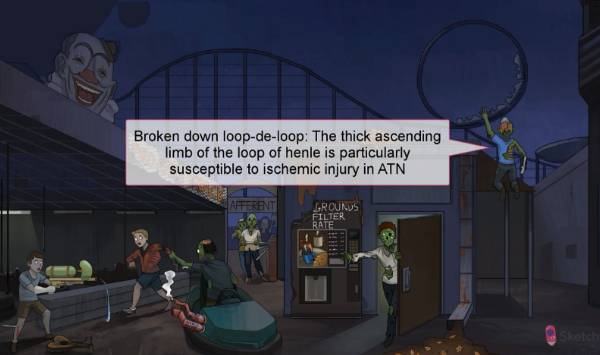 Broken down loop-de-loop: The thick ascending
limb of the loop of henle is particularly
susceptible to ischemic injury in ATN
AFFERENT
GROUNDS
FILTER
RATE
Sketch